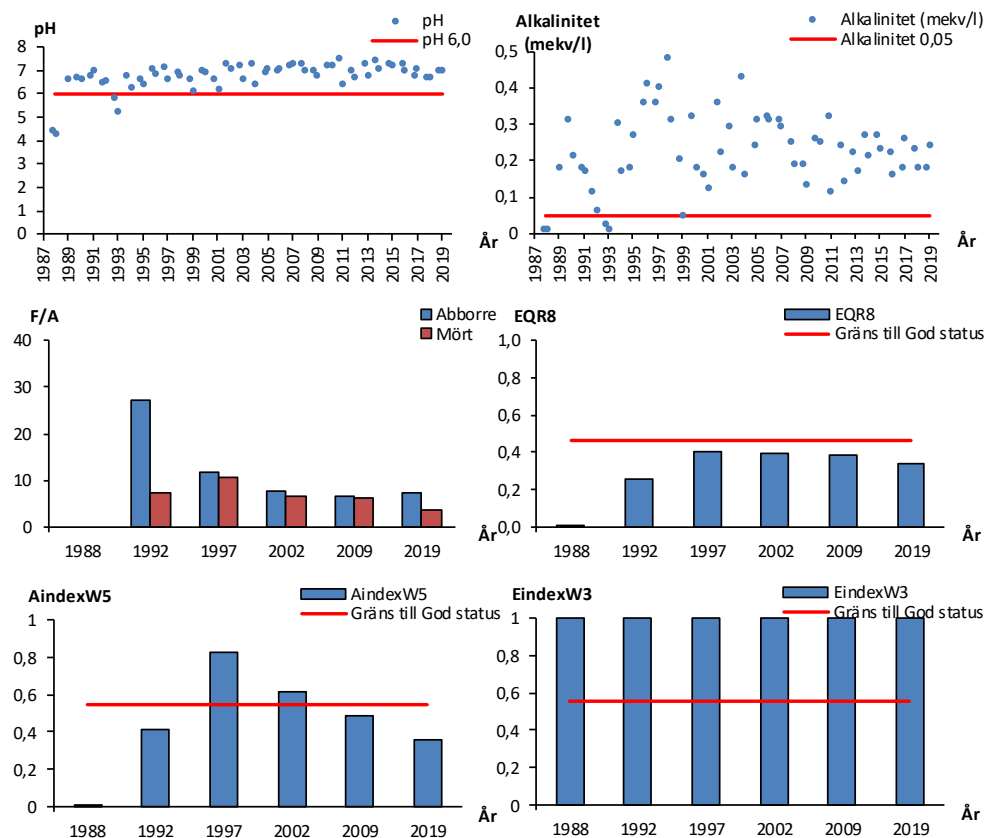 pH
pH
pH 6,0
8
7
6
5
4
3
2
1
0
1987
1989
1991
1993
1995
1997
1999
2001
2003
2005
2007
2009
2011
2013
2015
2017
2019
År
Alkalinitet
(mekv/l)
Alkalinitet (mekv/l)
Alkalinitet 0,05
0,5
0,4
0,3
0,2
0,1
0
1987
1989
1991
1993
1995
1997
1999
2001
2003
2005
2007
2009
2011
2013
2015
2017
2019
År
F/A
Abborre
Mört
40
30
20
10
0
1988 1992 1997 2002 2009 2019
År
EQR8
EQR8
Gräns till God status
1,0
0,8
0,6
0,4
0,2
0,0
1988 1992 1997 2002 2009 2019
År
AindexW5
AindexW5
Gräns till God status
1
0,8
0,6
0,4
0,2
0
1988 1992 1997 2002 2009 2019
År
EindexW3
EindexW3
Gräns till God status
1
0,8
0,6
0,4
0,2
0
1988 1992 1997 2002 2009 2019
År